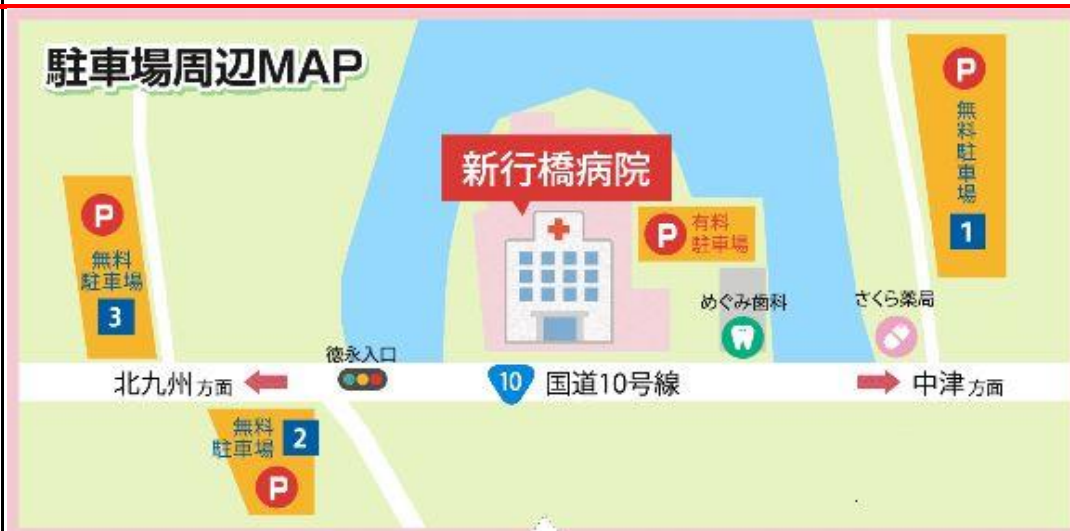 駐車場周辺MAP
新行橋病院
P
無料駐車場
1
P
有料
駐車場
P
無料
駐車場
3
めぐみ歯科
さくら薬局
徳永入口
北九州方面
10
国道10号線
中津方面
無料
駐車場
2
P